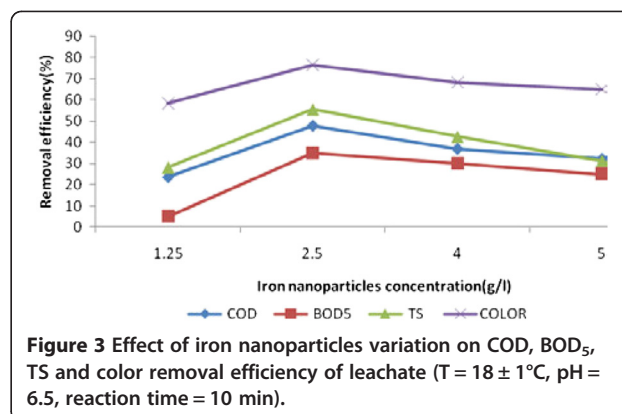 90
80
70
60
50
40
30
20
10
0
Removal efficiency(%)
1.25 2.5 4 5
Iron nanoparticles concentration(g/l)
COD BOD5 TS COLOR
Figure 3 Effect of iron nanoparticles variation on COD, BOD₅,
TS and color removal efficiency of leachate (T = 18 ± 1°C, pH =
6.5, reaction time = 10 min).